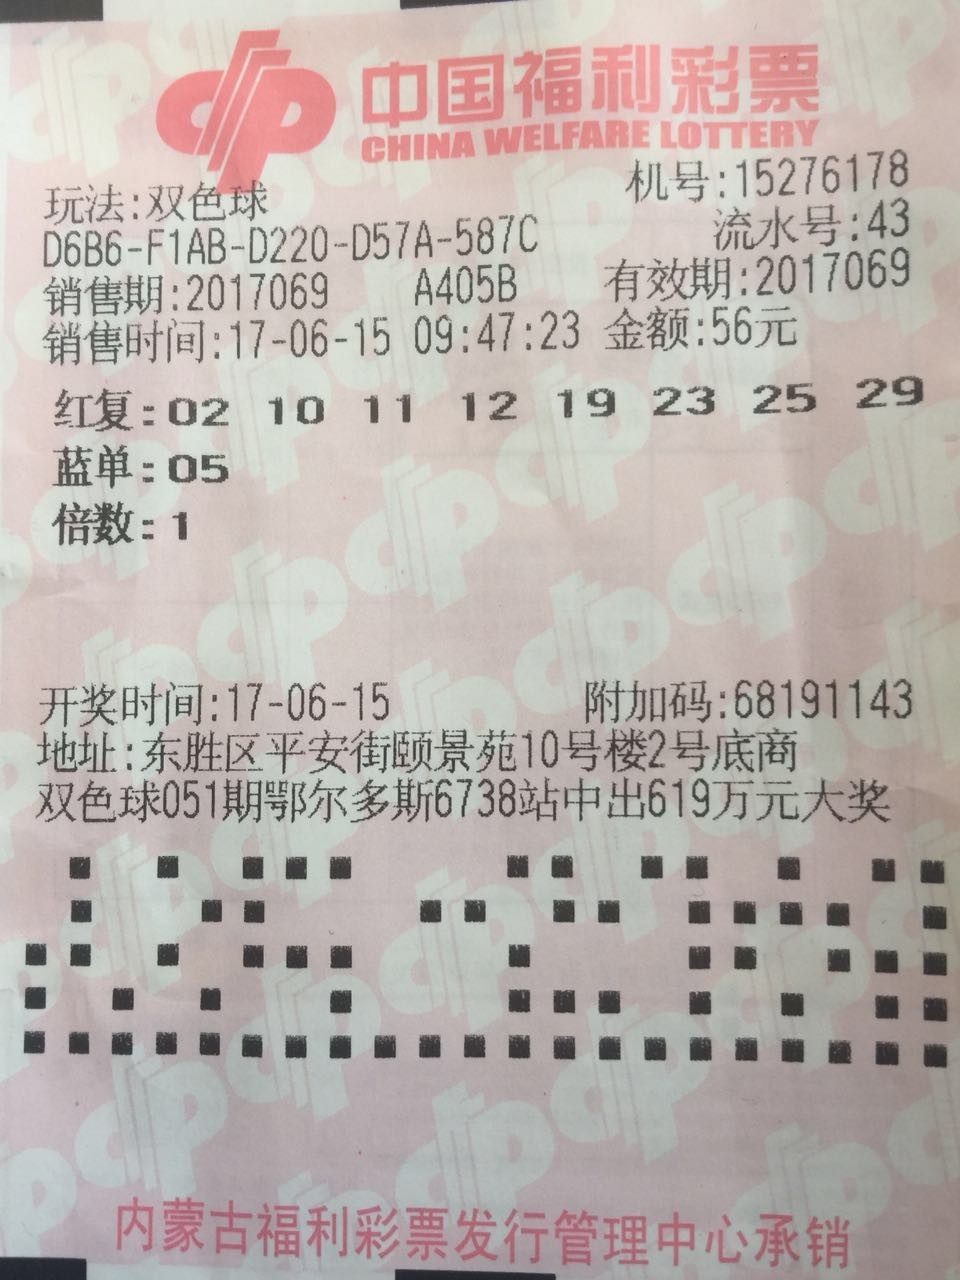 中国福利彩票
CHINA WELFARE LOTTERY
玩法:双色球 机号:15276178
D6B6-F1AB-D220-D57A-587C 流水号:43
销售期:2017069 A405B 有效期:2017069
销售时间:17-06-15 09:47:23 金额:56元
红复:02 10 11 12 19 23 25 29
蓝单:05
倍数:1
开奖时间:17-06-15 附加码:68191143
地址:东胜区平安街颐景苑10号楼2号底商
双色球051期鄂尔多斯6738站中出619万元大奖
内蒙古福利彩票发行管理中心承销